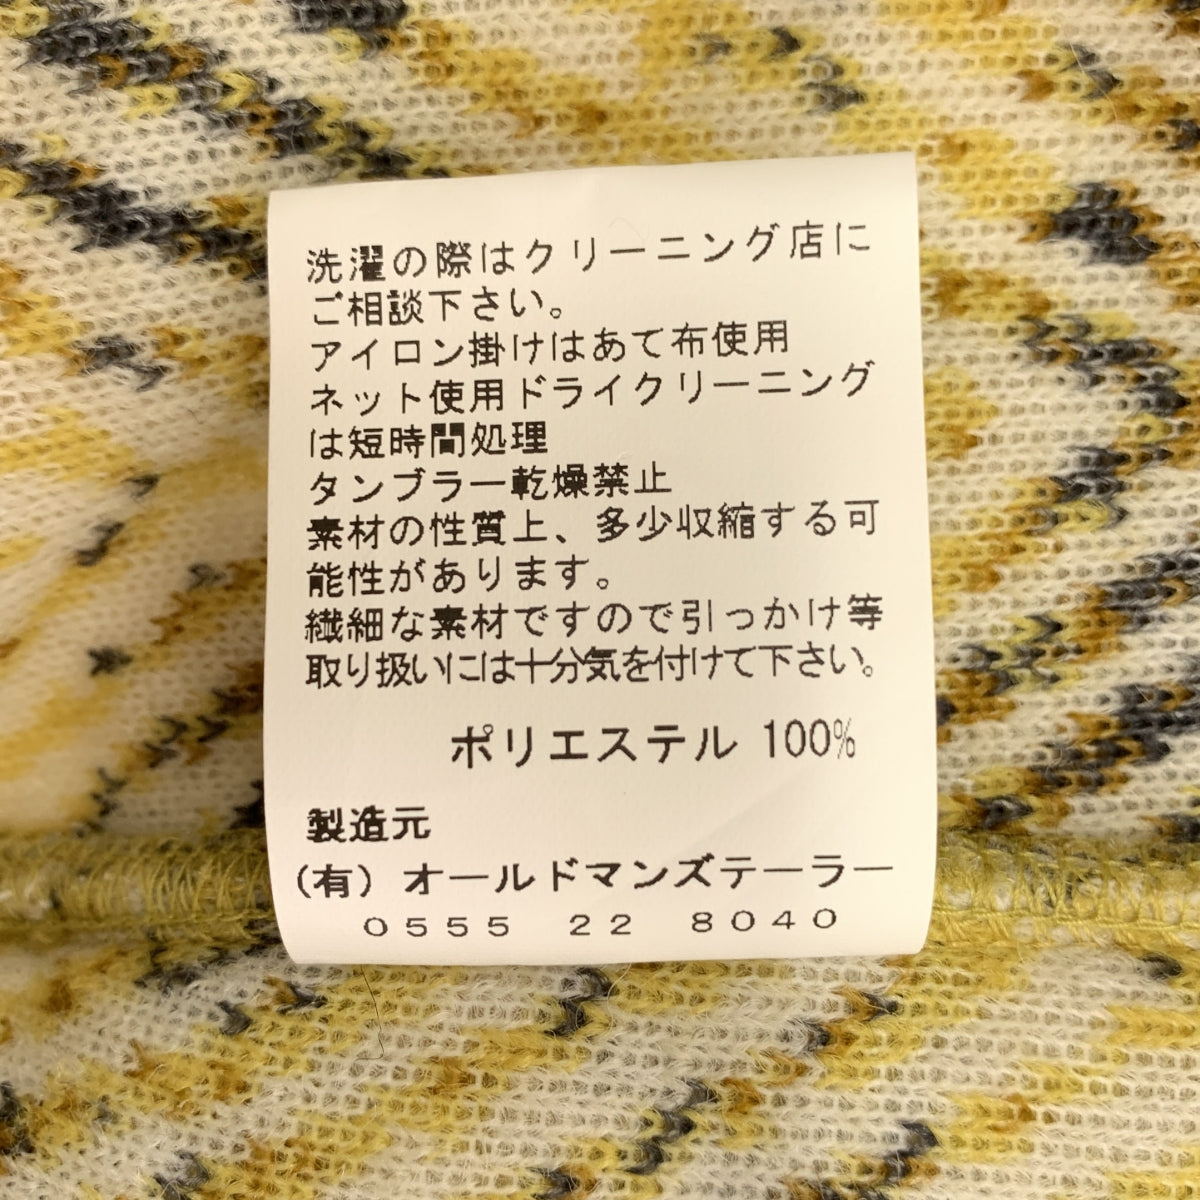 洗濯の際はクリーニング店に
ご相談下さい。
アイロン掛けはあて布使用
ネット使用ドライクリーニング
は短時間処理
タンブラー乾燥禁止
素材の性質上、多少収縮する可
能性があります。
繊細な素材ですので引っかけ等
取り扱いには十分気を付けて下さい。
ポリエステル 100%
製造元
(有) オールドマンズテーラー
0555 22 8040